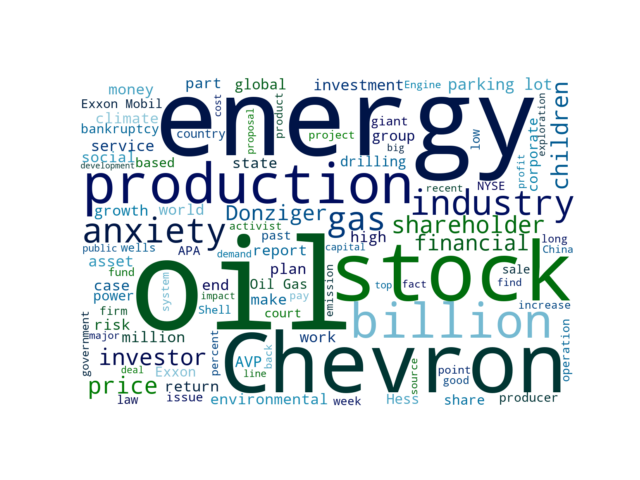 money part global investment Engine parking lot
Exxon Mobil cost energy giant
climate product
bankruptcy country proposal project group low exploration
service big corporate children
social based state drilling profit
development
production recent NYSE
growth world Donziger gas industry
anxiety activist shareholder
public wells APA past high financial long
demand capital China
asset report
fund plan sale
case end Oil Gas emission top fact find
power system make pay stock
firm impact Shell court increase
risk million oil billion
major
government percent work
investor AVP back Chevron operation
deal Exxon line source point
price return good
law issue environmental week Hess share producer